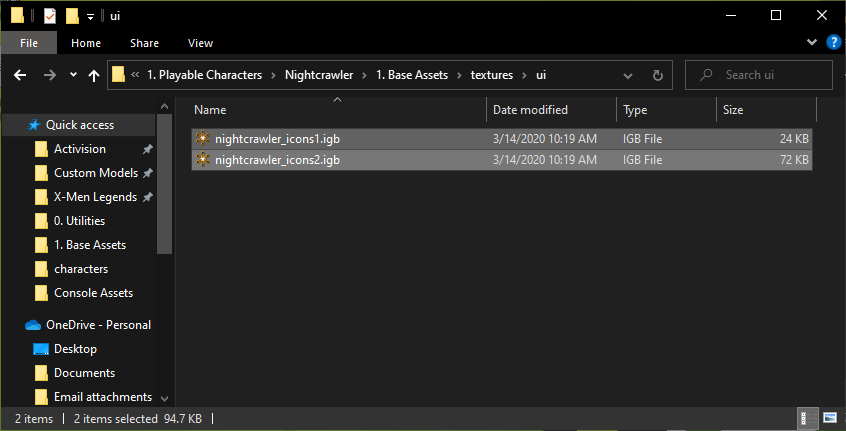 ui
File Home Share View
« 1. Playable Characters › Nightcrawler › 1. Base Assets › textures › ui
Search ui
Name Date modified Type Size
Quick access
Activision
Custom Models
X-Men Legends
0. Utilities
1. Base Assets
characters
Console Assets
OneDrive - Personal
Desktop
Documents
Email attachments
nightcrawler_icons1.igb 3/14/2020 10:19 AM IGB File 24 KB
nightcrawler_icons2.igb 3/14/2020 10:19 AM IGB File 72 KB
2 items 2 items selected 94.7 KB